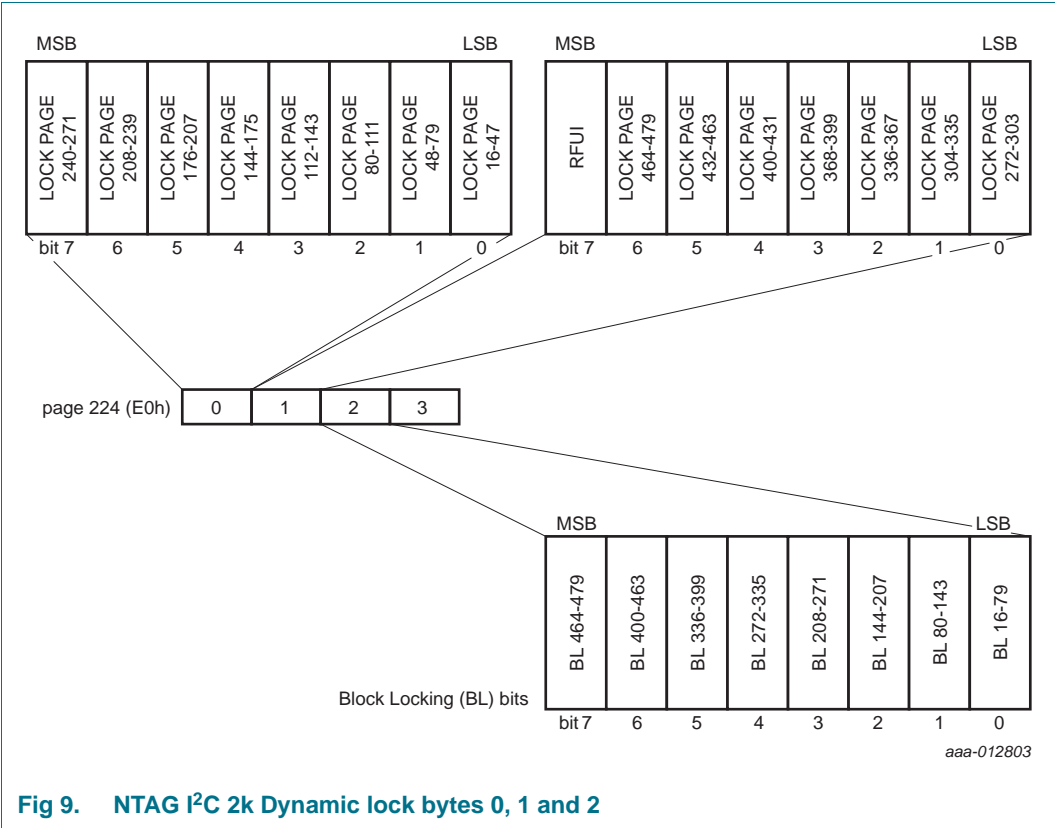 MSB LSB
LOCK PAGE 240-271
LOCK PAGE 208-239
LOCK PAGE 176-207
LOCK PAGE 144-175
LOCK PAGE 112-143
LOCK PAGE 80-111
LOCK PAGE 48-79
LOCK PAGE 16-47
bit 7 6 5 4 3 2 1 0
MSB LSB
RFUI
LOCK PAGE 464-479
LOCK PAGE 432-463
LOCK PAGE 400-431
LOCK PAGE 368-399
LOCK PAGE 336-367
LOCK PAGE 304-335
LOCK PAGE 272-303
bit 7 6 5 4 3 2 1 0
page 224 (E0h) 0 1 2 3
MSB LSB
BL 464-479
BL 400-463
BL 336-399
BL 272-335
BL 208-271
BL 144-207
BL 80-143
BL 16-79
Block Locking (BL) bits
bit 7 6 5 4 3 2 1 0
aaa-012803
Fig 9. NTAG I²C 2k Dynamic lock bytes 0, 1 and 2